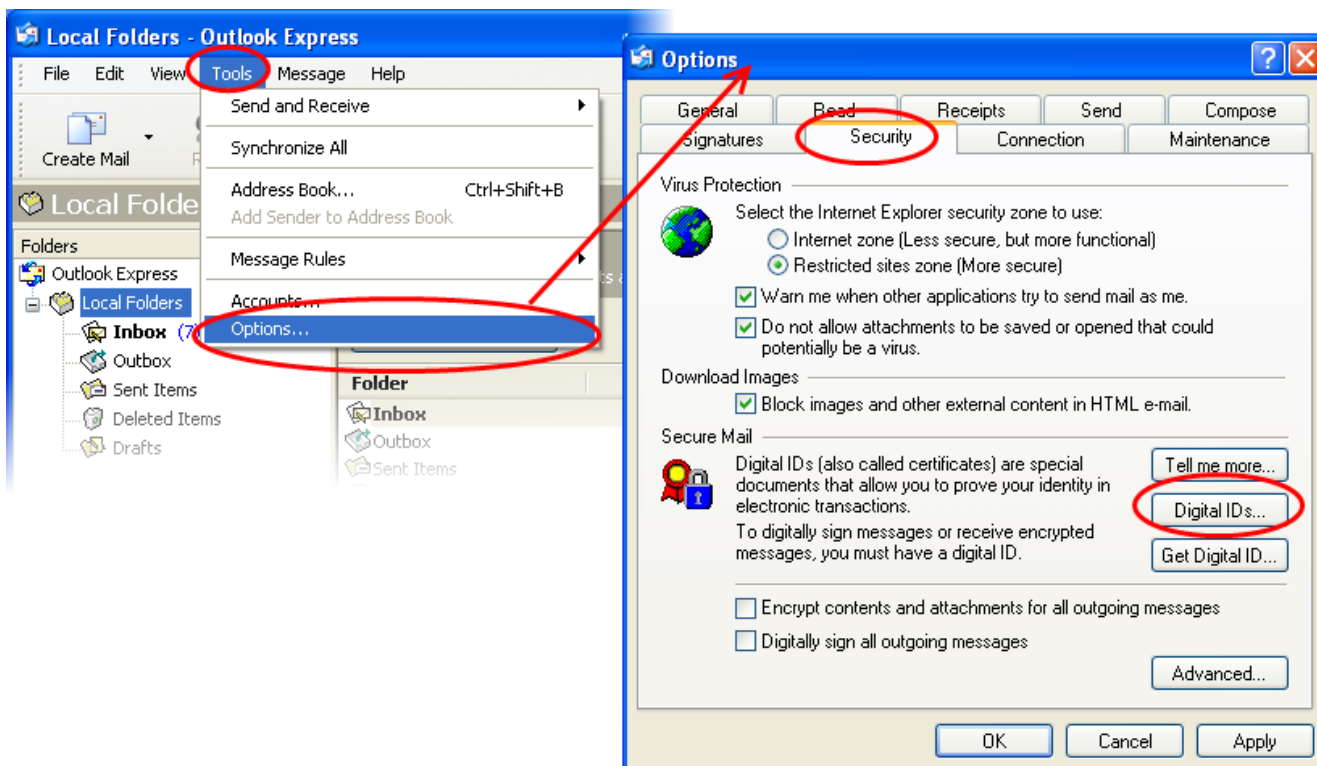 Local Folders - Outlook Express
File Edit View Tools Message Help
Create Mail
Local Folde
Folders
Outlook Express
Local Folders
Inbox (7)
Outbox
Sent Items
Deleted Items
Drafts
Send and Receive
Synchronize All
Address Book... Ctrl+Shift+B
Add Sender to Address Book
Message Rules
Accounts...
Options...
Folder
Inbox
Outbox
Sent Items
Options
General Read Receipts Send Compose
Signatures Security Connection Maintenance
Virus Protection
Select the Internet Explorer security zone to use:
Internet zone (Less secure, but more functional)
Restricted sites zone (More secure)
Warn me when other applications try to send mail as me.
Do not allow attachments to be saved or opened that could
potentially be a virus.
Download Images
Block images and other external content in HTML e-mail.
Secure Mail
Digital IDs (also called certificates) are special
documents that allow you to prove your identity in
electronic transactions.
To digitally sign messages or receive encrypted
messages, you must have a digital ID.
Tell me more...
Digital IDs...
Get Digital ID...
Encrypt contents and attachments for all outgoing messages
Digitally sign all outgoing messages
Advanced...
OK Cancel Apply